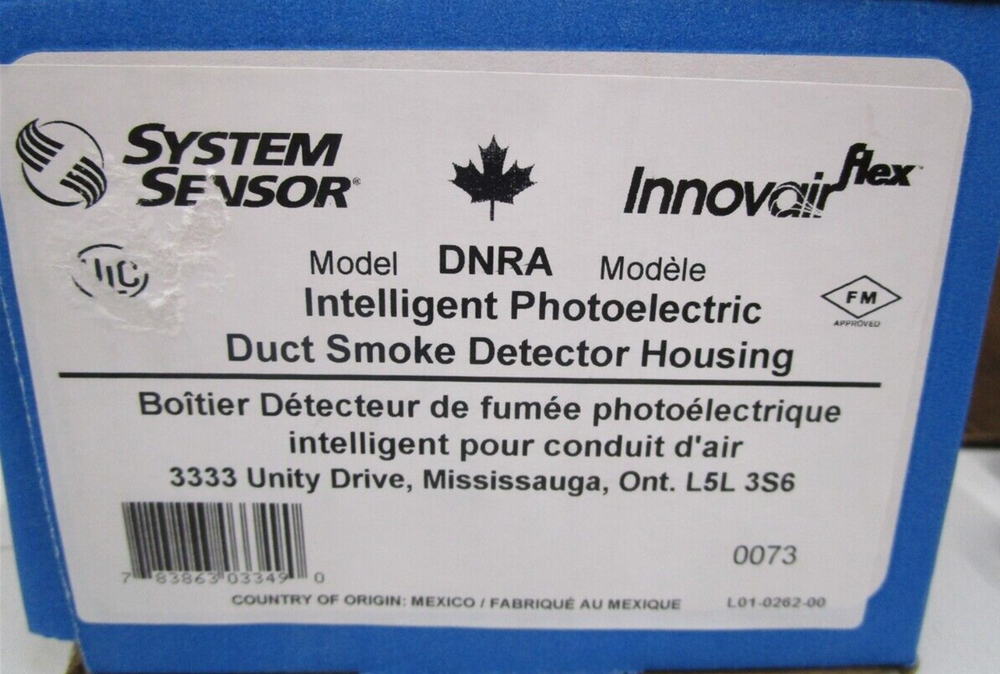 SYSTEM
SENSOR®
Innovair flex™
Model DNRA Modèle
Intelligent Photoelectric
Duct Smoke Detector Housing
FM
APPROVED
Boîtier Détecteur de fumée photoélectrique
intelligent pour conduit d'air
3333 Unity Drive, Mississauga, Ont. L5L 3S6
7 83863 03349 0
0073
COUNTRY OF ORIGIN: MEXICO / FABRIQUÉ AU MEXIQUE
L01-0262-00